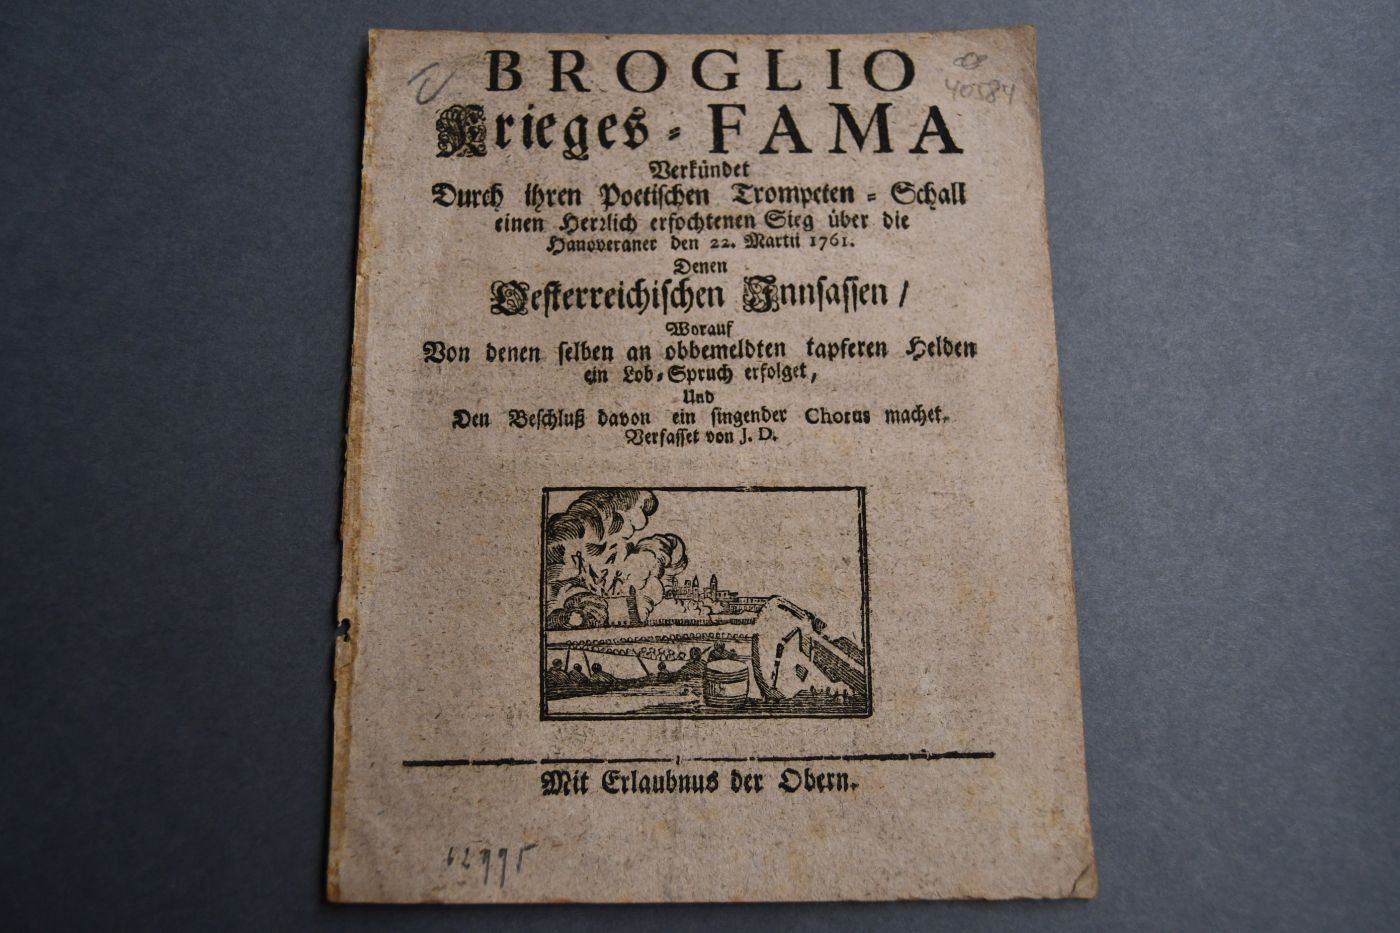 BROGLIO
40584
Krieges-FAMA
Verkündet
Durch ihren Poetischen Trompeten-Schall
einen Herrlich erfochtenen Sieg über die
Hanoveraner den 22. Martii 1761.
Denen
Oesterreichischen Innsassen /
Worauf
Von denen selben an obbemeldten tapferen Helden
ein Lob-Spruch erfolget,
Und
Den Beschluß davon ein singender Chorus machet.
Verfasset von J. D.
Mit Erlaubnus der Obern.